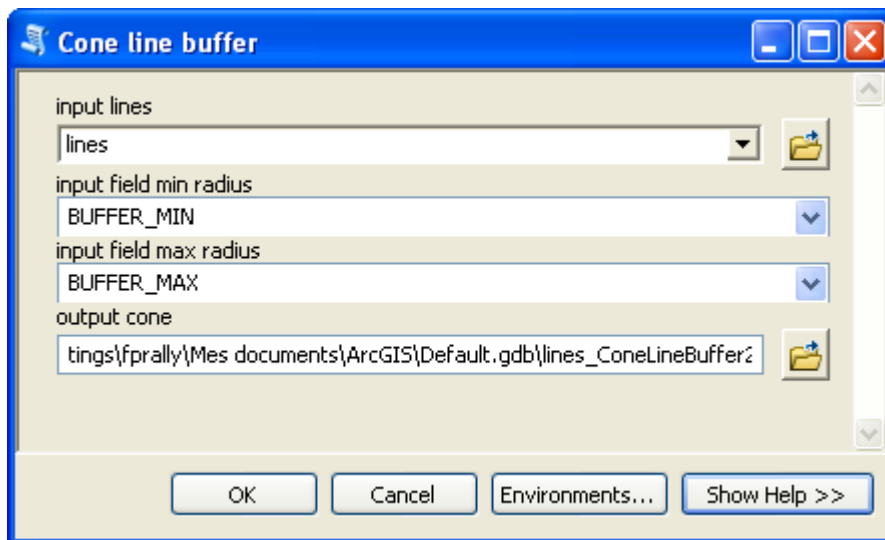 Cone line buffer
input lines
lines
input field min radius
BUFFER_MIN
input field max radius
BUFFER_MAX
output cone
tings\fprally\Mes documents\ArcGIS\Default.gdb\lines_ConeLineBuffer2
OK Cancel Environments... Show Help >>